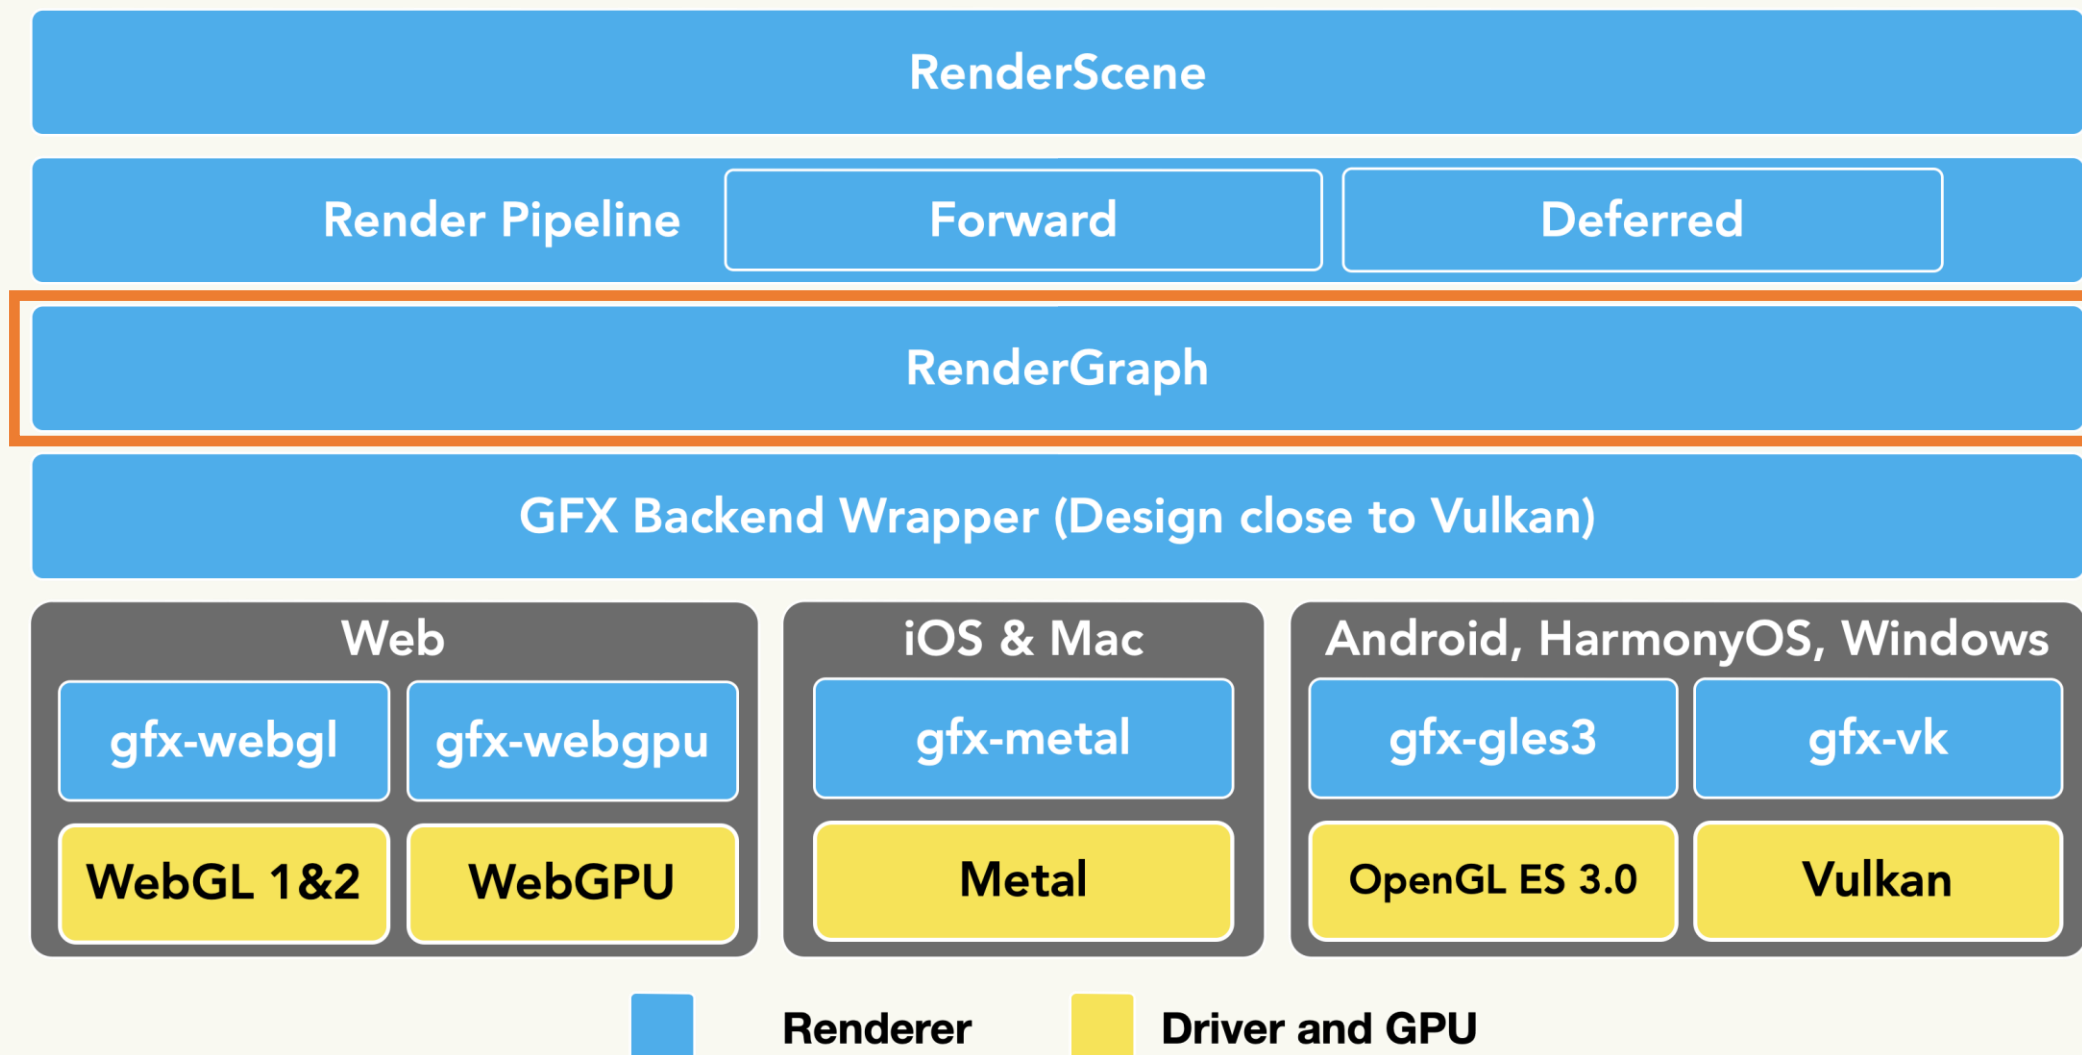 RenderScene
Render Pipeline Forward Deferred
RenderGraph
GFX Backend Wrapper (Design close to Vulkan)
Web
gfx-webgl gfx-webgpu
WebGL 1&2 WebGPU
iOS & Mac
gfx-metal
Metal
Android, HarmonyOS, Windows
gfx-gles3 gfx-vk
OpenGL ES 3.0 Vulkan
Renderer Driver and GPU